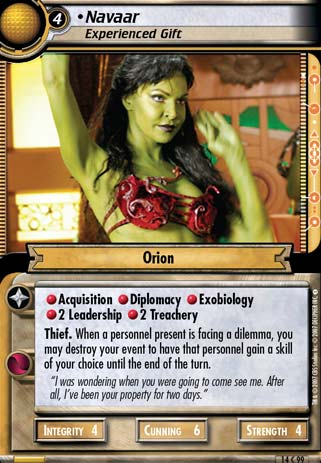 4
•Navaar
Experienced Gift
Orion
Acquisition Diplomacy Exobiology
2 Leadership 2 Treachery
Thief. When a personnel present is facing a dilemma, you
may destroy your event to have that personnel gain a skill
of your choice until the end of the turn.
"I was wondering when you were going to come see me. After
all, I've been your property for two days."
INTEGRITY 4 CUNNING 6 STRENGTH 4
14 C 99